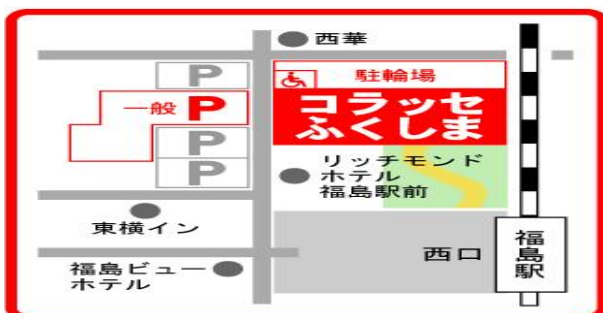 西華
P
駐輪場
一般 P
コラッセ
ふくしま
P
P
リッチモンド
ホテル
福島駅前
東横イン
西口
福島駅
福島ビュー
ホテル